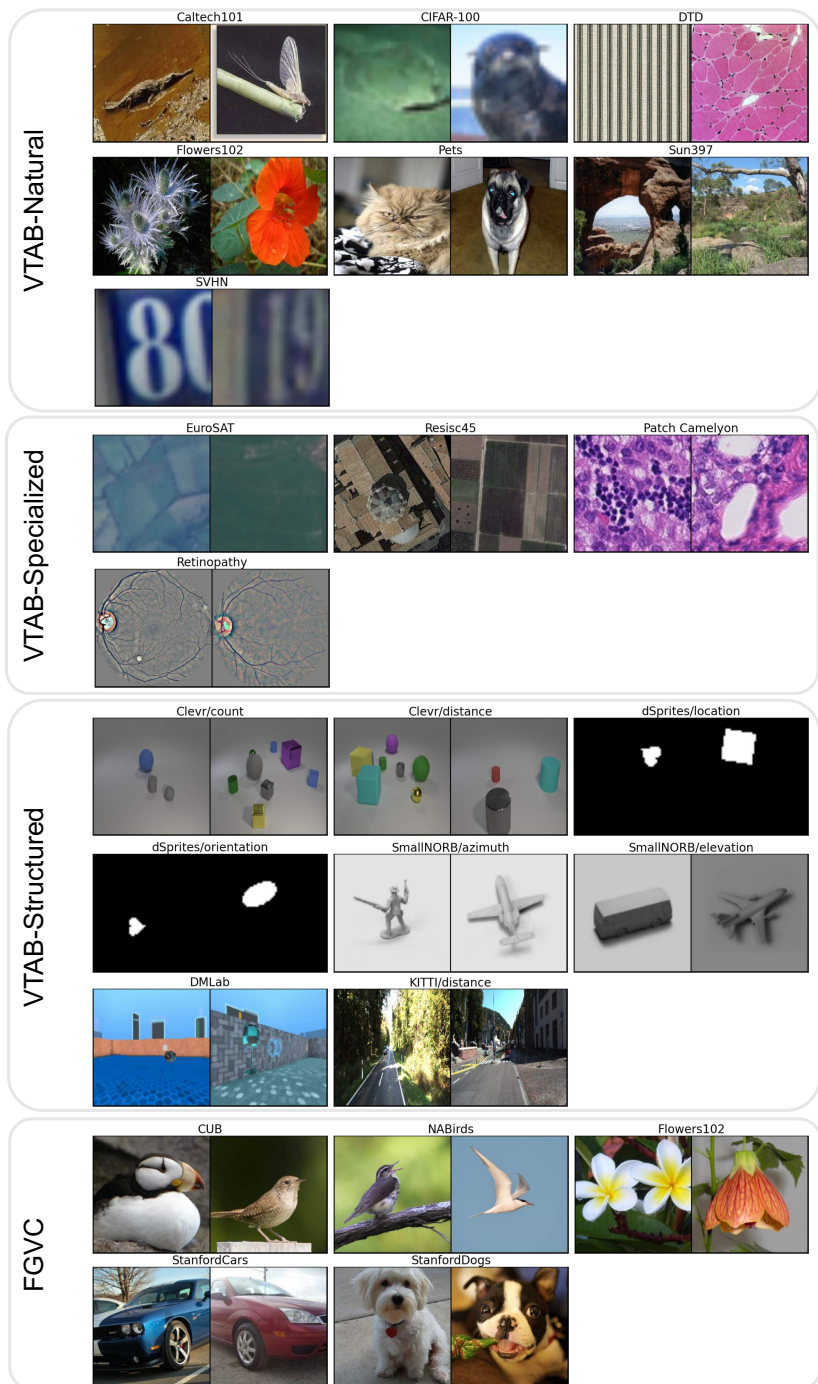 VTAB-Natural
Caltech101
CIFAR-100
DTD
Flowers102
Pets
Sun397
SVHN
80
19
VTAB-Specialized
EuroSAT
Resisc45
Patch Camelyon
Retinopathy
VTAB-Structured
Clevr/count
Clevr/distance
dSprites/location
dSprites/orientation
SmallNORB/azimuth
SmallNORB/elevation
DMLab
KITTI/distance
FGVC
CUB
NABirds
Flowers102
StanfordCars
StanfordDogs